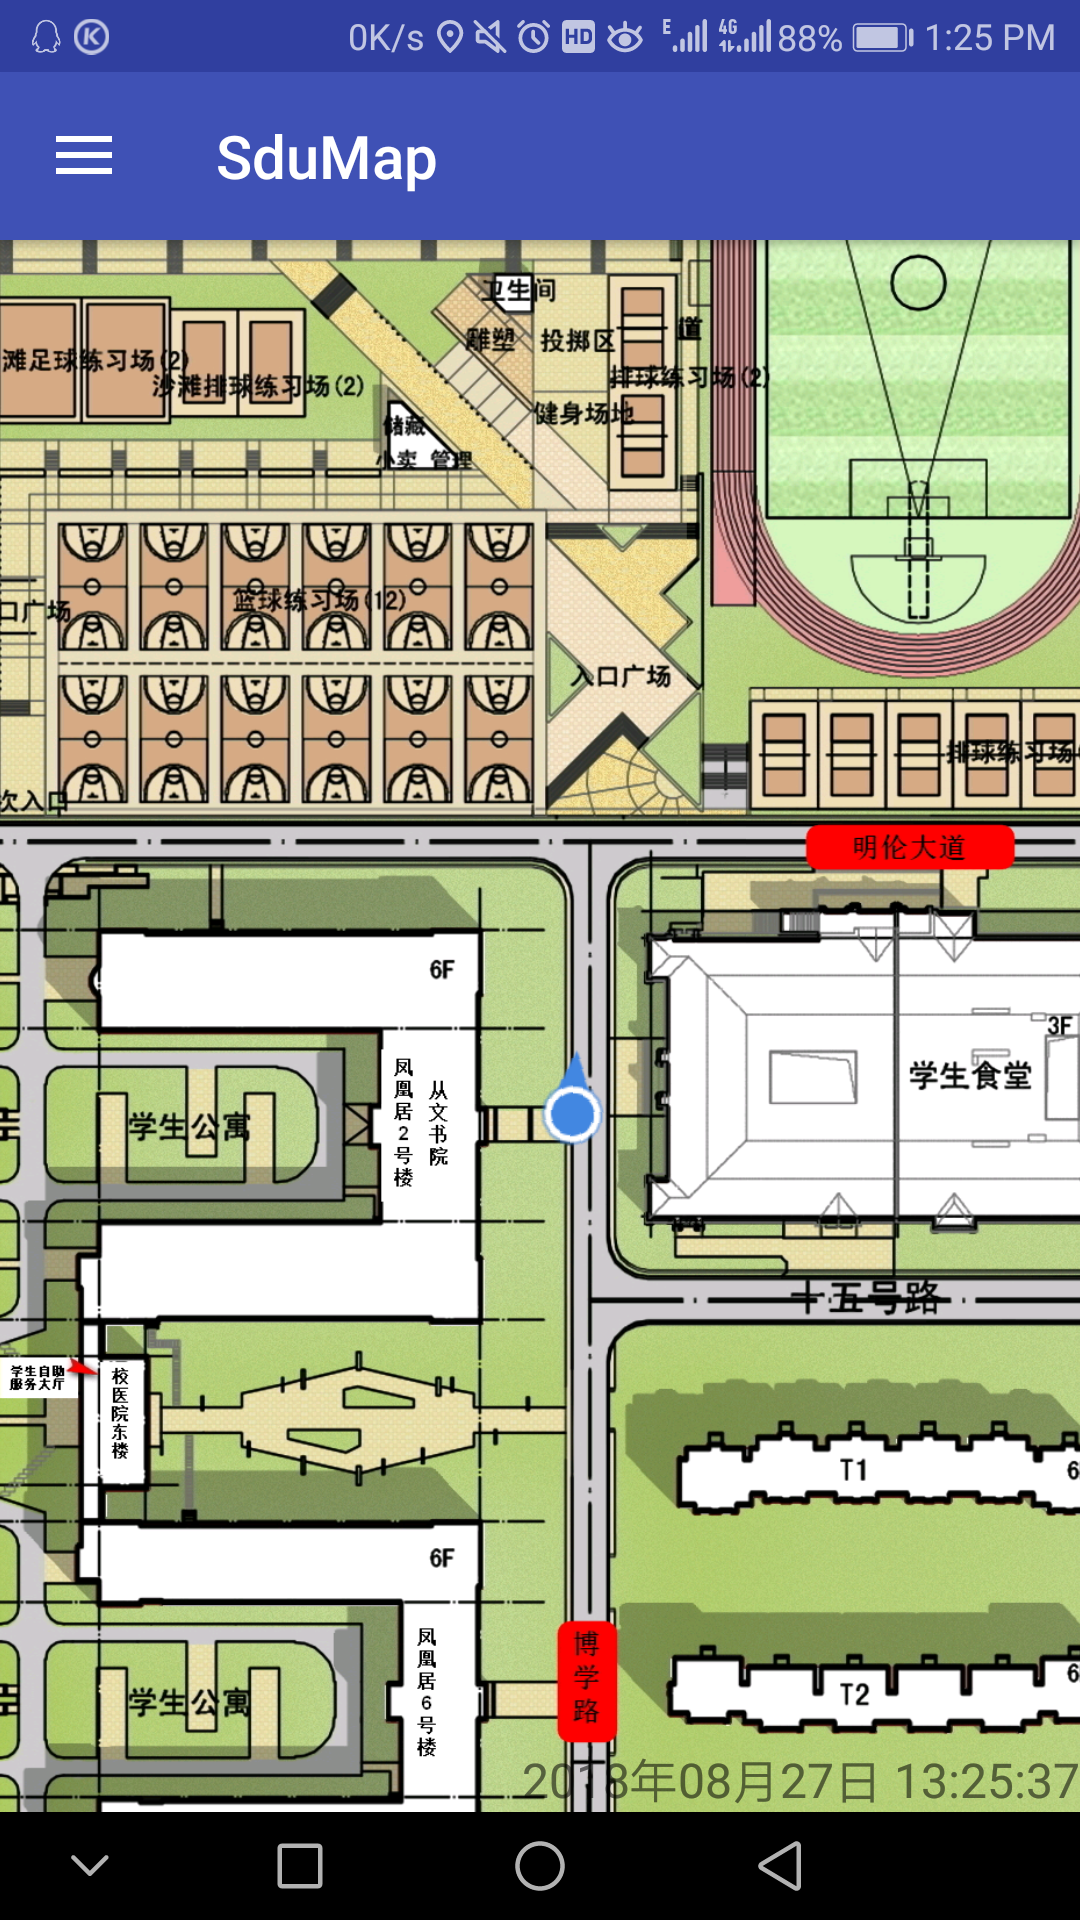 0K/s HD E 4G 88% 1:25 PM
SduMap
卫生间
雕塑
投掷区
道
滩足球练习场(2)
沙滩排球练习场(2)
排球练习场(2)
健身场地
储藏
小卖 管理
篮球练习场(12)
口广场
入口广场
排球练习场
次入口
明伦大道
6F
3F
学生食堂
凤凰居2号楼
从文书院
学生公寓
十五号路
学生自助
服务大厅
校医院东楼
T1
6
6F
凤凰居6号楼
博学路
学生公寓
T2
6
2018年08月27日 13:25:37